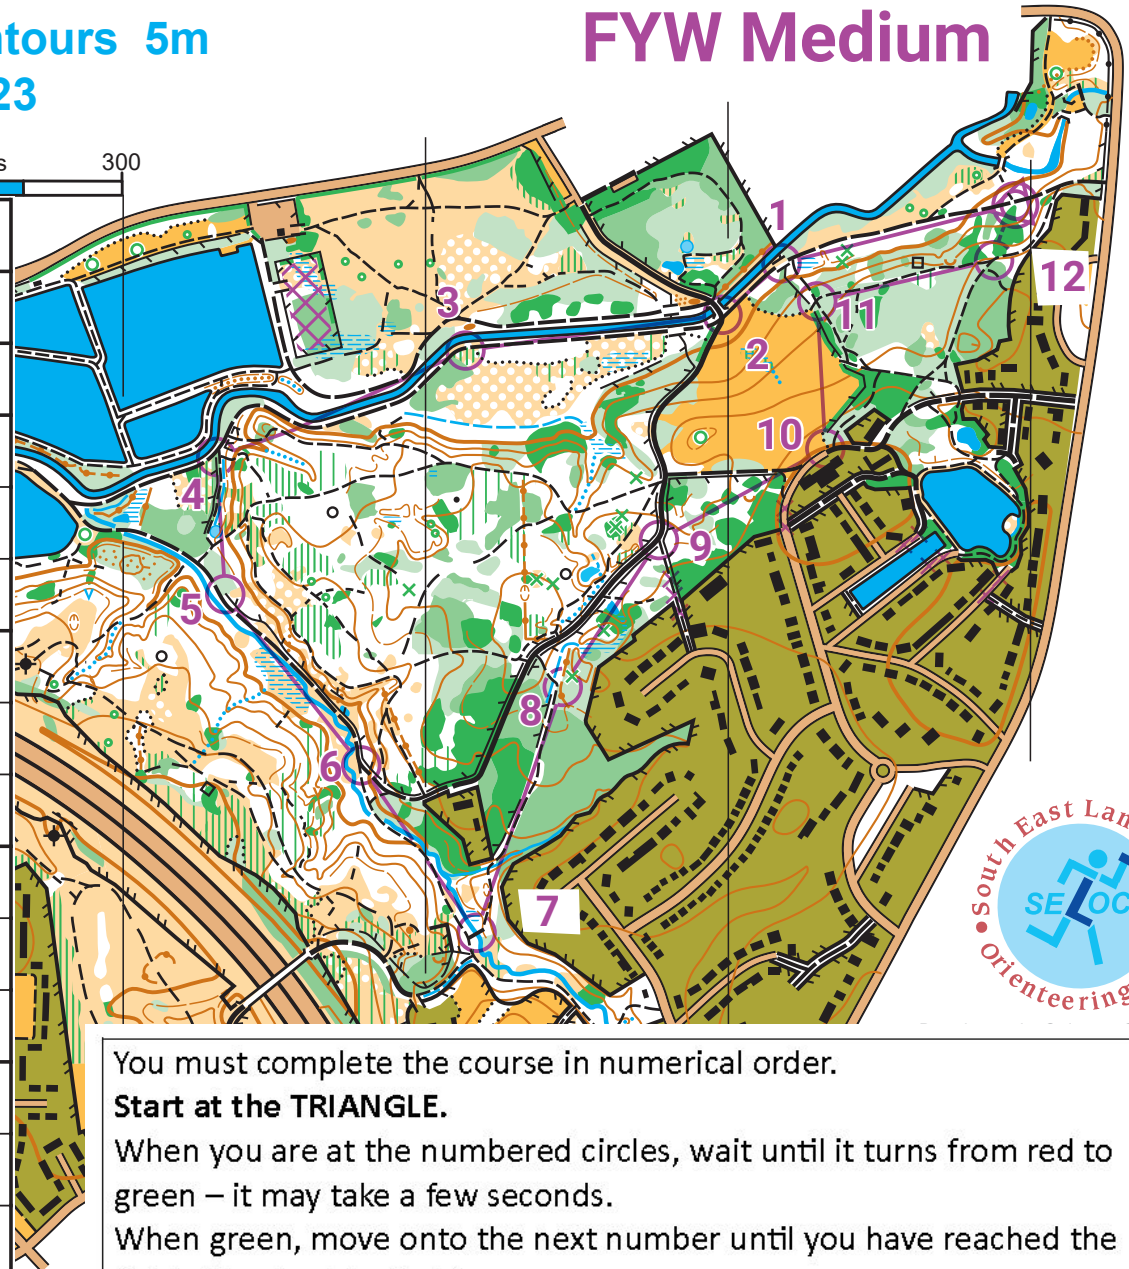 ntours 5m
23
FYW Medium
s
300
1
12
11
3
2
10
4
9
5
8
6
7
South East Lan
SE LOC
Orienteering
You must complete the course in numerical order.
Start at the TRIANGLE.
When you are at the numbered circles, wait until it turns from red to
green – it may take a few seconds.
When green, move onto the next number until you have reached the